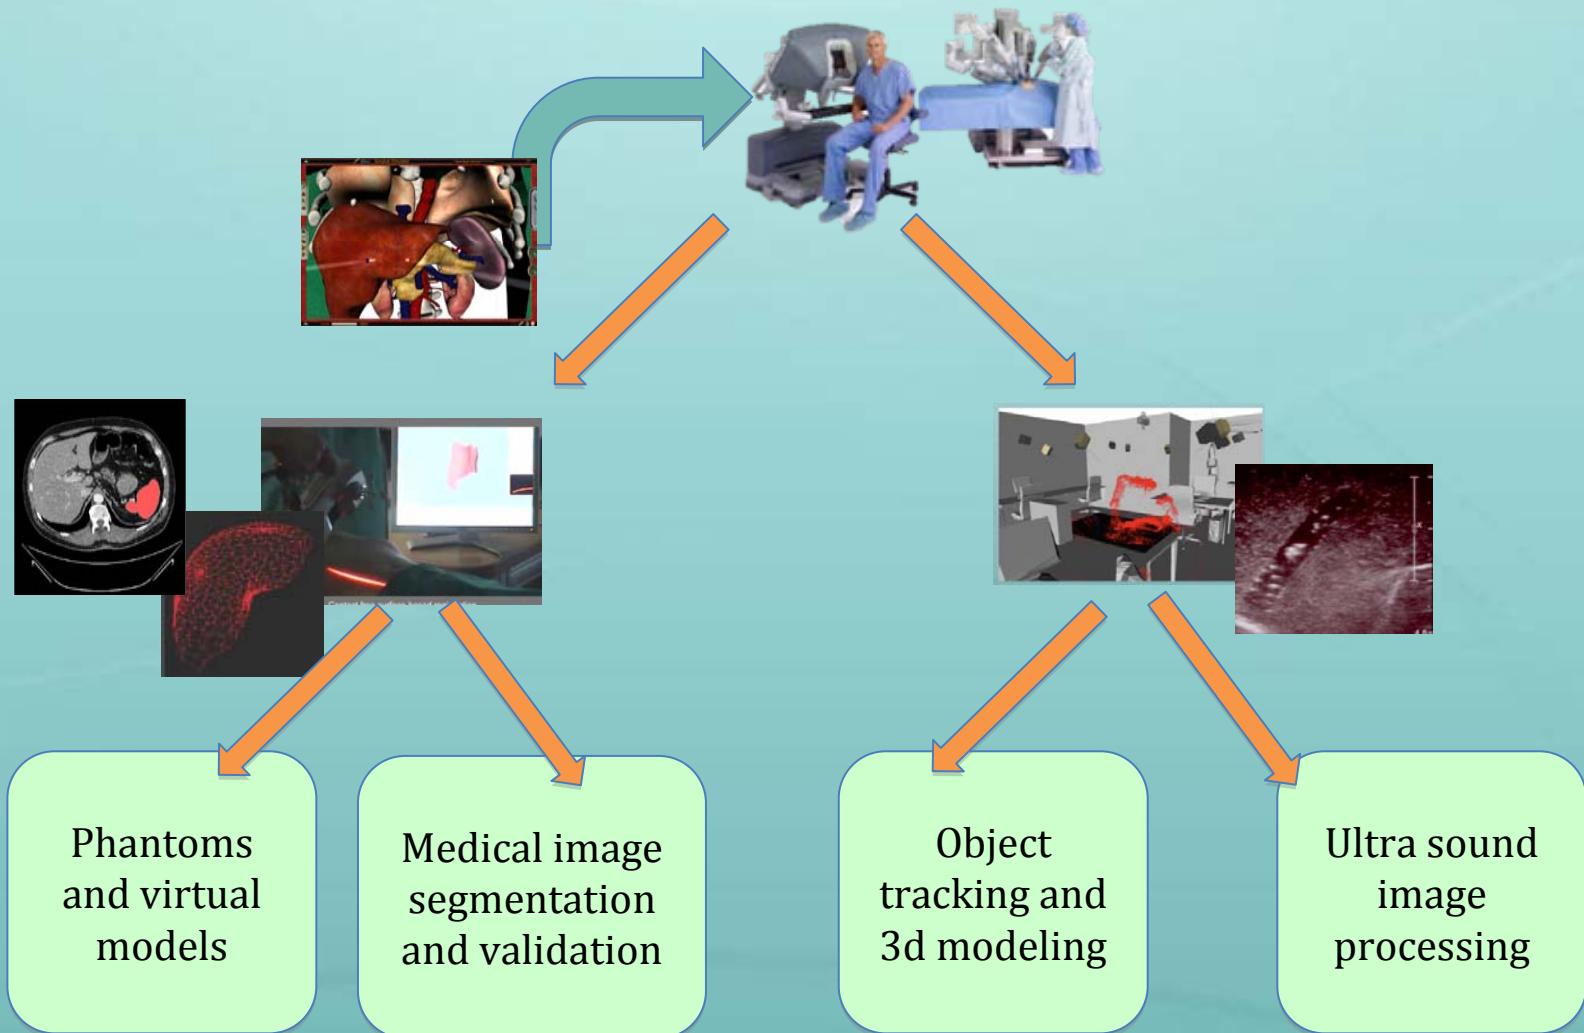 Phantoms
and virtual
models
Medical image
segmentation
and validation
Object
tracking and
3d modeling
Ultra sound
image
processing